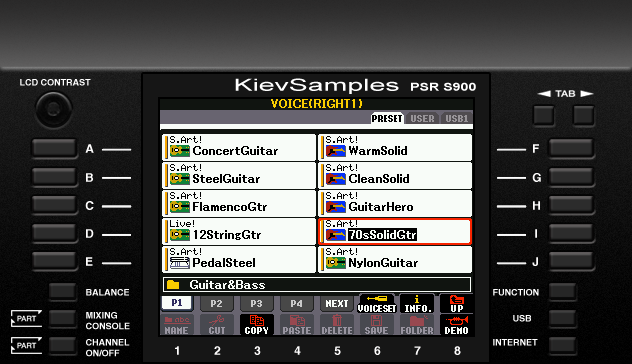 LCD CONTRAST
KievSamples PSR S900
TAB
VOICE(RIGHT1)
PRESET USER USB1
A
S.Art!
ConcertGuitar
S.Art!
WarmSolid
F
B
S.Art!
SteelGuitar
S.Art!
CleanSolid
G
C
S.Art!
FlamencoGtr
S.Art!
GuitarHero
H
D
Live!
12StringGtr
S.Art!
70sSolidGtr
I
E
S.Art!
PedalSteel
S.Art!
NylonGuitar
J
Guitar&Bass
BALANCE
FUNCTION
P1 P2 P3 P4 NEXT VOICESET INFO. UP
PART
MIXING
CONSOLE
USB
NAME CUT COPY PASTE DELETE SAVE FOLDER DEMO
PART
CHANNEL
ON/OFF
INTERNET
1 2 3 4 5 6 7 8